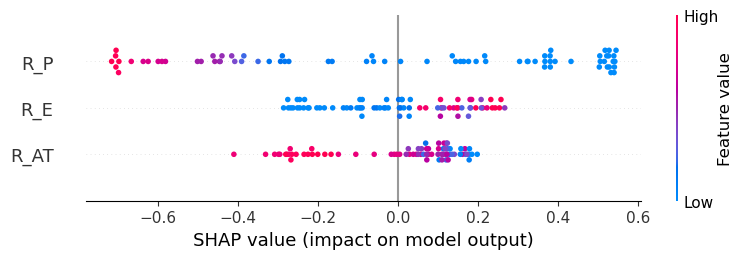 High
R_P
R_E
R_AT
Feature value
Low
−0.6 −0.4 −0.2 0.0 0.2 0.4 0.6
SHAP value (impact on model output)